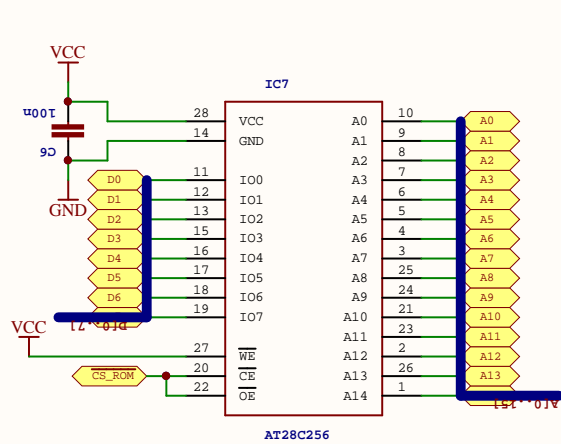 VCC
IC7
100n
C6
28 VCC A0 10 A0
14 GND A1 9 A1
A2 8 A2
D0 11 IO0 A3 7 A3
D1 12 IO1 A4 6 A4
GND
D2 13 IO2 A5 5 A5
D3 15 IO3 A6 4 A6
D4 16 IO4 A7 3 A7
D5 17 IO5 A8 25 A8
D6 18 IO6 A9 24 A9
D[0..7] 19 IO7 A10 21 A10
VCC
A11 23 A11
27 WE A12 2 A12
CS_ROM 20 CE A13 26 A13
22 OE A14 1 A[0..15]
AT28C256